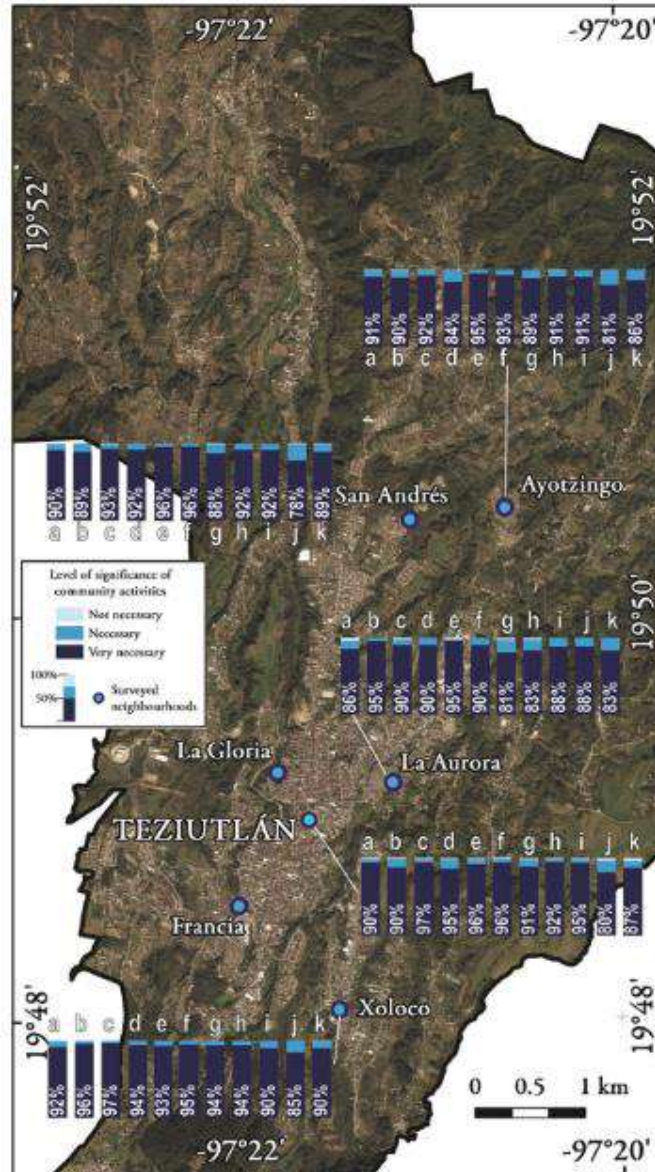 -97°22' -97°20'
19°52' 19°52'
91% 90% 92% 84% 95% 93% 89% 91% 91% 81% 86%
a b c d e f g h i j k
90% 89% 93% 92% 96% 96% 88% 92% 92% 78% 89%
a b c d e f g h i j k
San Andrés
Ayotzingo
Level of significance of
community activities
Not necessary
Necessary
Very necessary
100%
50%
Surveyed
neighbourhoods
19°50'
a b c d e f g h i j k
86% 95% 90% 90% 95% 90% 81% 83% 88% 88% 83%
La Gloria
La Aurora
TEZIUTLÁN
a b c d e f g h i j k
90% 90% 97% 95% 96% 96% 91% 92% 95% 80% 87%
Francia
Xoloco
19°48' 19°48'
a b c d e f g h i j k
92% 96% 97% 94% 93% 95% 94% 94% 90% 85% 90%
0 0.5 1 km
-97°22' -97°20'